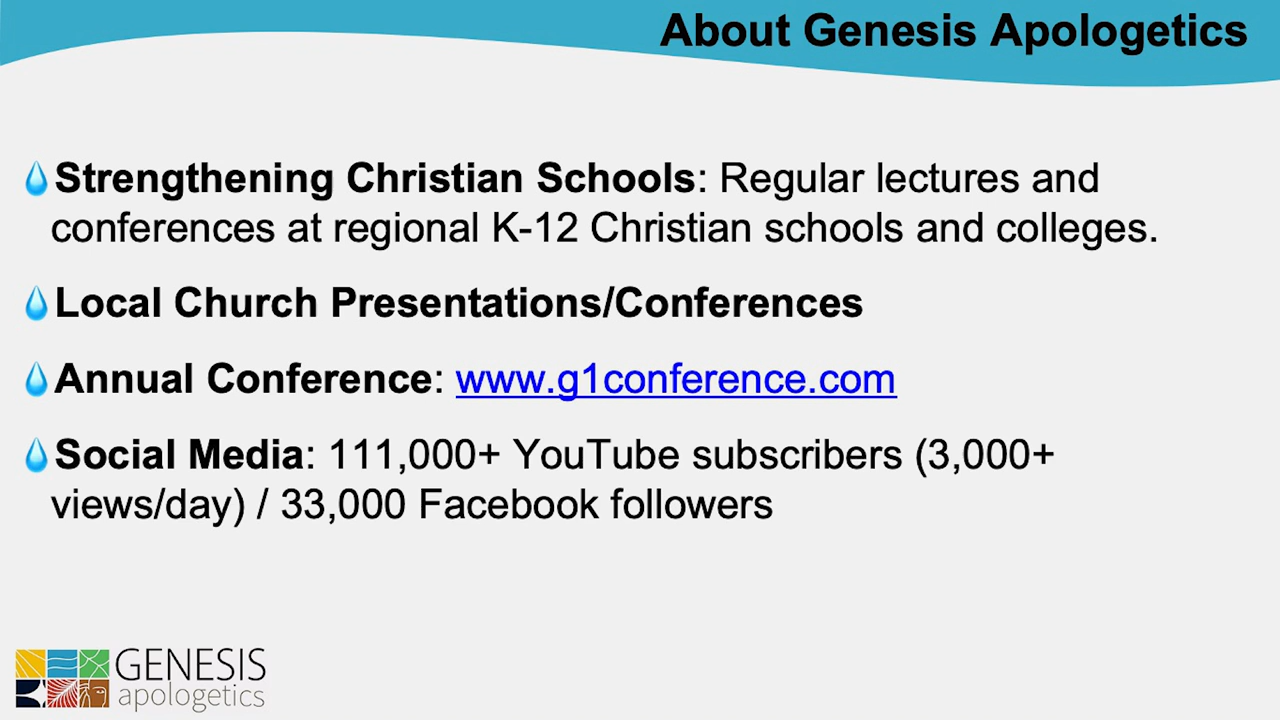 About Genesis Apologetics
Strengthening Christian Schools: Regular lectures and
conferences at regional K-12 Christian schools and colleges.
Local Church Presentations/Conferences
Annual Conference: www.g1conference.com
Social Media: 111,000+ YouTube subscribers (3,000+
views/day) / 33,000 Facebook followers
GENESIS
apologetics